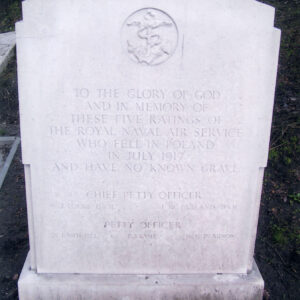 TO THE GLORY OF GOD
AND IN MEMORY OF
THESE FIVE RATINGS OF
THE ROYAL NAVAL AIR SERVICE
WHO FELL IN POLAND
IN JULY 1917
AND HAVE NO KNOWN GRAVE
CHIEF PETTY OFFICER
PETTY OFFICER